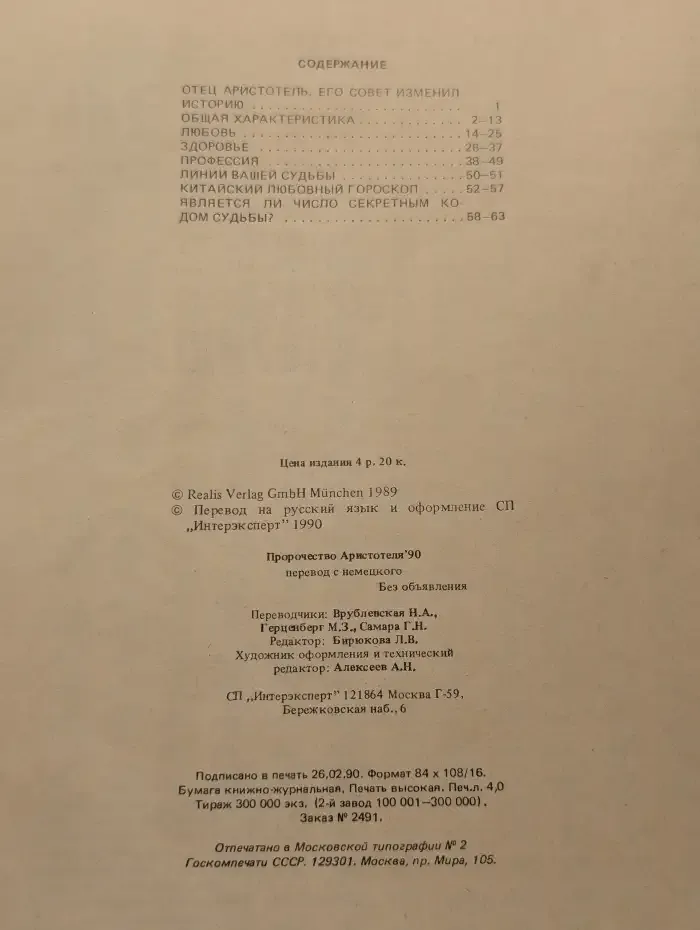 СОДЕРЖАНИЕ
ОТЕЦ АРИСТОТЕЛЬ. ЕГО СОВЕТ ИЗМЕНИЛ
ИСТОРИЮ . . . . . . . . . . . . . . . . . . . . . . . . 1
ОБЩАЯ ХАРАКТЕРИСТИКА . . . . . . . . . . . . 2–13
ЛЮБОВЬ . . . . . . . . . . . . . . . . . . . . . . . . 14–25
ЗДОРОВЬЕ . . . . . . . . . . . . . . . . . . . . . . 26–37
ПРОФЕССИЯ . . . . . . . . . . . . . . . . . . . . . 38–49
ЛИНИИ ВАШЕЙ СУДЬБЫ . . . . . . . . . . . . . 50–51
КИТАЙСКИЙ ЛЮБОВНЫЙ ГОРОСКОП . . . . . 52–57
ЯВЛЯЕТСЯ ЛИ ЧИСЛО СЕКРЕТНЫМ КО-
ДОМ СУДЬБЫ? . . . . . . . . . . . . . . . . . . . 58–63
Цена издания 4 р. 20 к.
© Realis Verlag GmbH München 1989
© Перевод на русский язык и оформление СП
„Интерэксперт” 1990
Пророчество Аристотеля'90
перевод с немецкого
Без объявления
Переводчики: Врублевская Н.А.,
Герценберг М.З., Самара Г.Н.
Редактор: Бирюкова Л.В.
Художник оформления и технический
редактор: Алексеев А.Н.
СП „Интерэксперт” 121864 Москва Г-59,
Бережковская наб., 6
Подписано в печать 26,02.90. Формат 84 х 108/16.
Бумага книжно-журнальная, Печать высокая. Печ.л. 4,0
Тираж 300 000 экз. (2-й завод 100 001–300 000).
Заказ № 2491.
Отпечатано в Московской типографии № 2
Госкомпечати СССР. 129301. Москва, пр. Мира, 105.